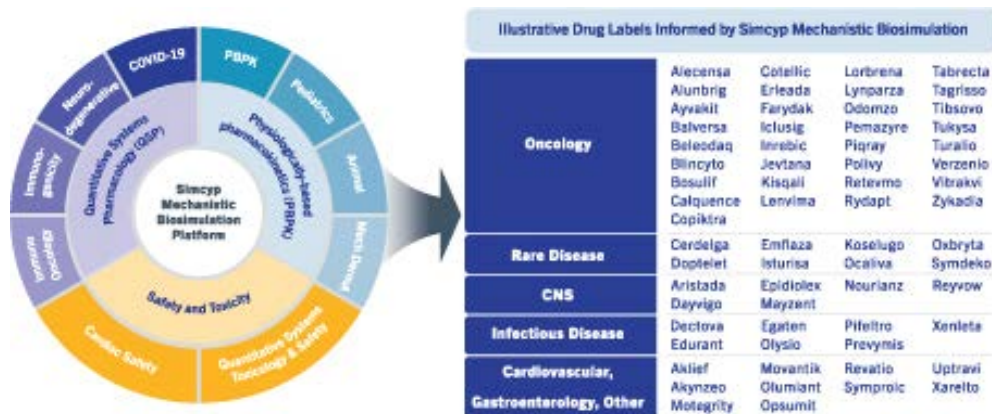 COVID-19
PBPK
Pediatrics
Animal
Mech Dermal
Quantitative Systems
Toxicology & Safety
Cardiac Safety
Immuno
Oncology
Immuno-
genicity
Neuro-
degenerative
Quantitative Systems
Pharmacology (QSP)
Physiologically-based
pharmacokinetics (PBPK)
Safety and Toxicity
Simcyp
Mechanistic
Biosimulation
Platform
Illustrative Drug Labels Informed by Simcyp Mechanistic Biosimulation
Oncology
Alecensa Cotellic Lorbrena Tabrecta
Alunbrig Erleada Lynparza Tagrisso
Ayvakit Farydak Odomzo Tibsovo
Balversa Iclusig Pemazyre Tukysa
Beleodaq Inrebic Piqray Turalio
Blincyto Jevtana Polivy Verzenio
Bosulif Kisqali Retevmo Vitrakvi
Calquence Lenvima Rydapt Zykadia
Copiktra
Rare Disease
Cerdelga Emflaza Koselugo Oxbryta
Doptelet Isturisa Ocaliva Symdeko
CNS
Aristada Epidiolex Nourianz Reyvow
Dayvigo Mayzent
Infectious Disease
Dectova Egaten Pifeltro Xenleta
Edurant Olysio Prevymis
Cardiovascular,
Gastroenterology, Other
Aklief Movantik Revatio Uptravi
Akynzeo Olumiant Symproic Xarelto
Motegrity Opsumit